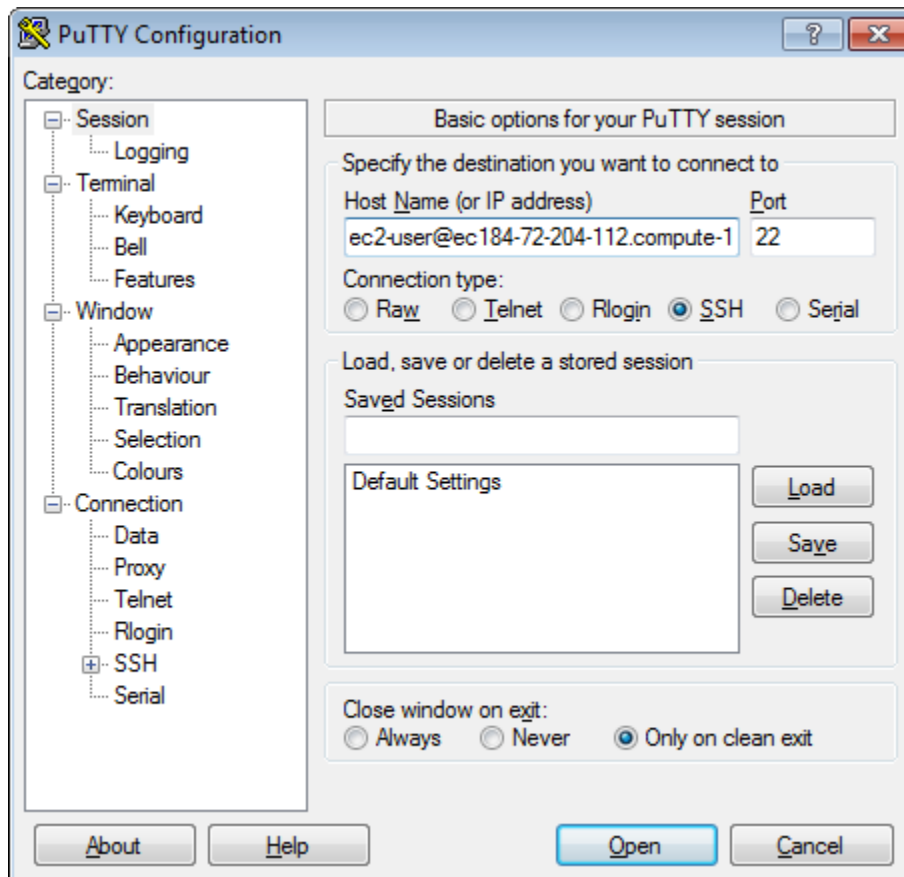 PuTTY Configuration
Category:
Session
Logging
Terminal
Keyboard
Bell
Features
Window
Appearance
Behaviour
Translation
Selection
Colours
Connection
Data
Proxy
Telnet
Rlogin
SSH
Serial
Basic options for your PuTTY session
Specify the destination you want to connect to
Host Name (or IP address) Port
ec2-user@ec184-72-204-112.compute-1 22
Connection type:
Raw Telnet Rlogin SSH Serial
Load, save or delete a stored session
Saved Sessions
Default Settings
Load
Save
Delete
Close window on exit:
Always Never Only on clean exit
About Help Open Cancel